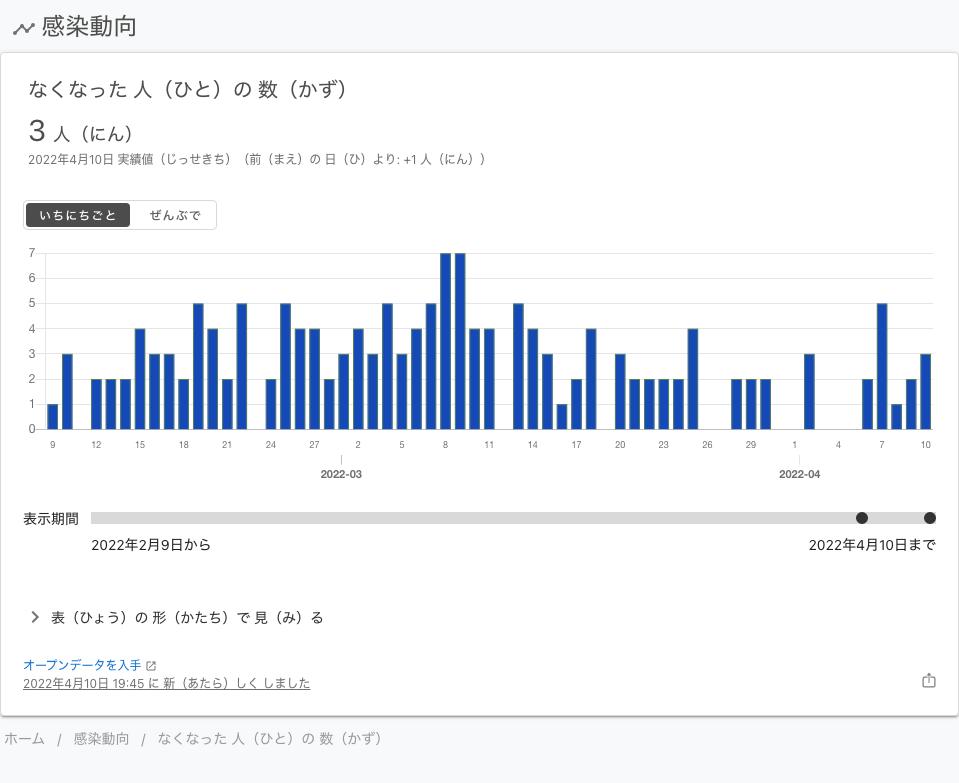 感染動向
なくなった 人（ひと）の 数（かず）
3 人（にん）
2022年4月10日 実績値（じっせきち）（前（まえ）の 日（ひ）より: +1 人（にん））
いちにちごと ぜんぶで
7
6
5
4
3
2
1
0
9 12 15 18 21 24 27 2 5 8 11 14 17 20 23 26 29 1 4 7 10
2022-03 2022-04
表示期間
2022年2月9日から 2022年4月10日まで
表（ひょう）の 形（かたち）で 見（み）る
オープンデータを入手
2022年4月10日 19:45 に 新（あたら）しく しました
ホーム / 感染動向 / なくなった 人（ひと）の 数（かず）